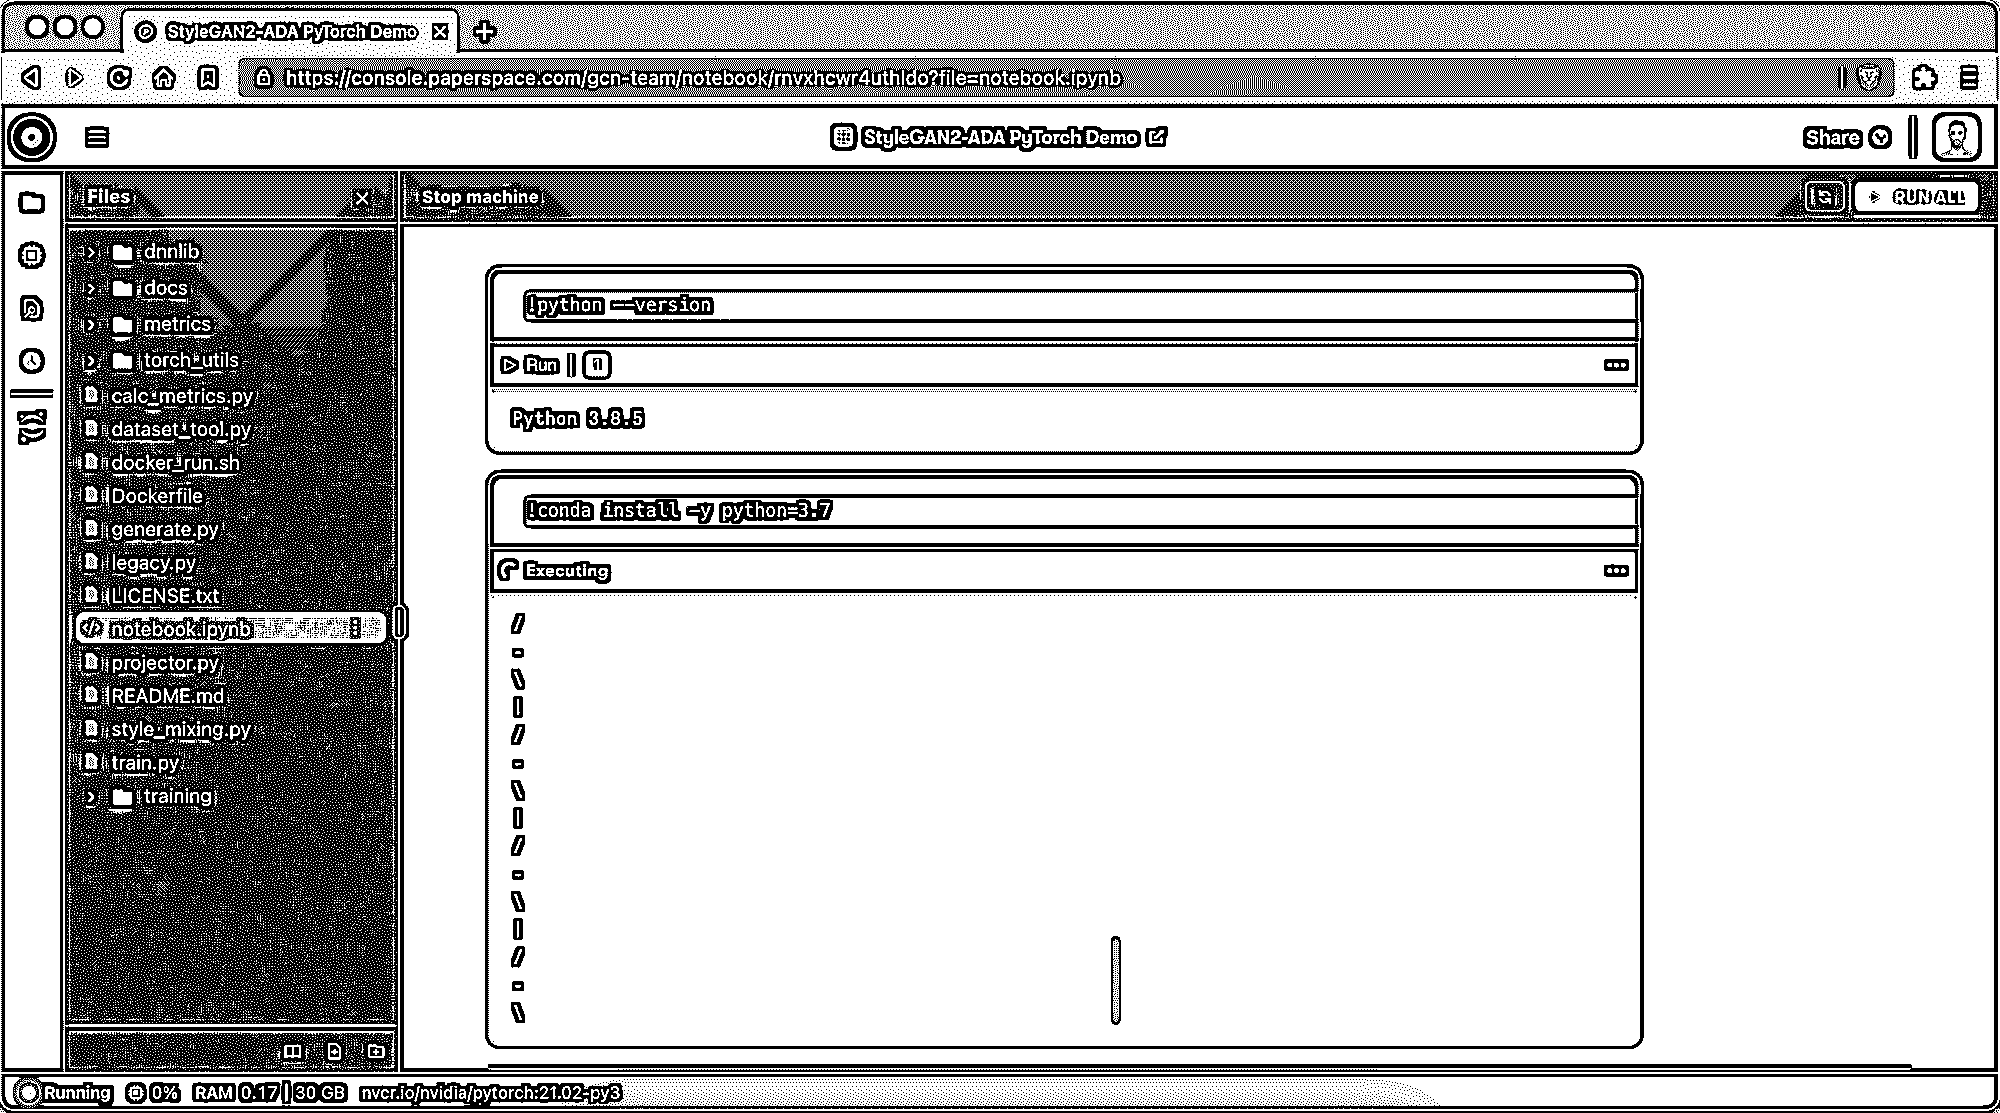 StyleGAN2-ADA PyTorch Demo
https://console.paperspace.com/gcn-team/notebook/rnvxhcwr4uthldo?file=notebook.ipynb
StyleGAN2-ADA PyTorch Demo
Share
Files
Stop machine
RUN ALL
dnnlib
docs
metrics
torch_utils
calc_metrics.py
dataset_tool.py
docker_run.sh
Dockerfile
generate.py
legacy.py
LICENSE.txt
notebook.ipynb
projector.py
README.md
style_mixing.py
train.py
training
!python --version
Run
Python 3.8.5
!conda install -y python=3.7
Executing
/
-
\
|
/
-
\
|
/
-
\
|
/
-
\
Running 0% RAM 0.17 | 30 GB nvcr.io/nvidia/pytorch:21.02-py3